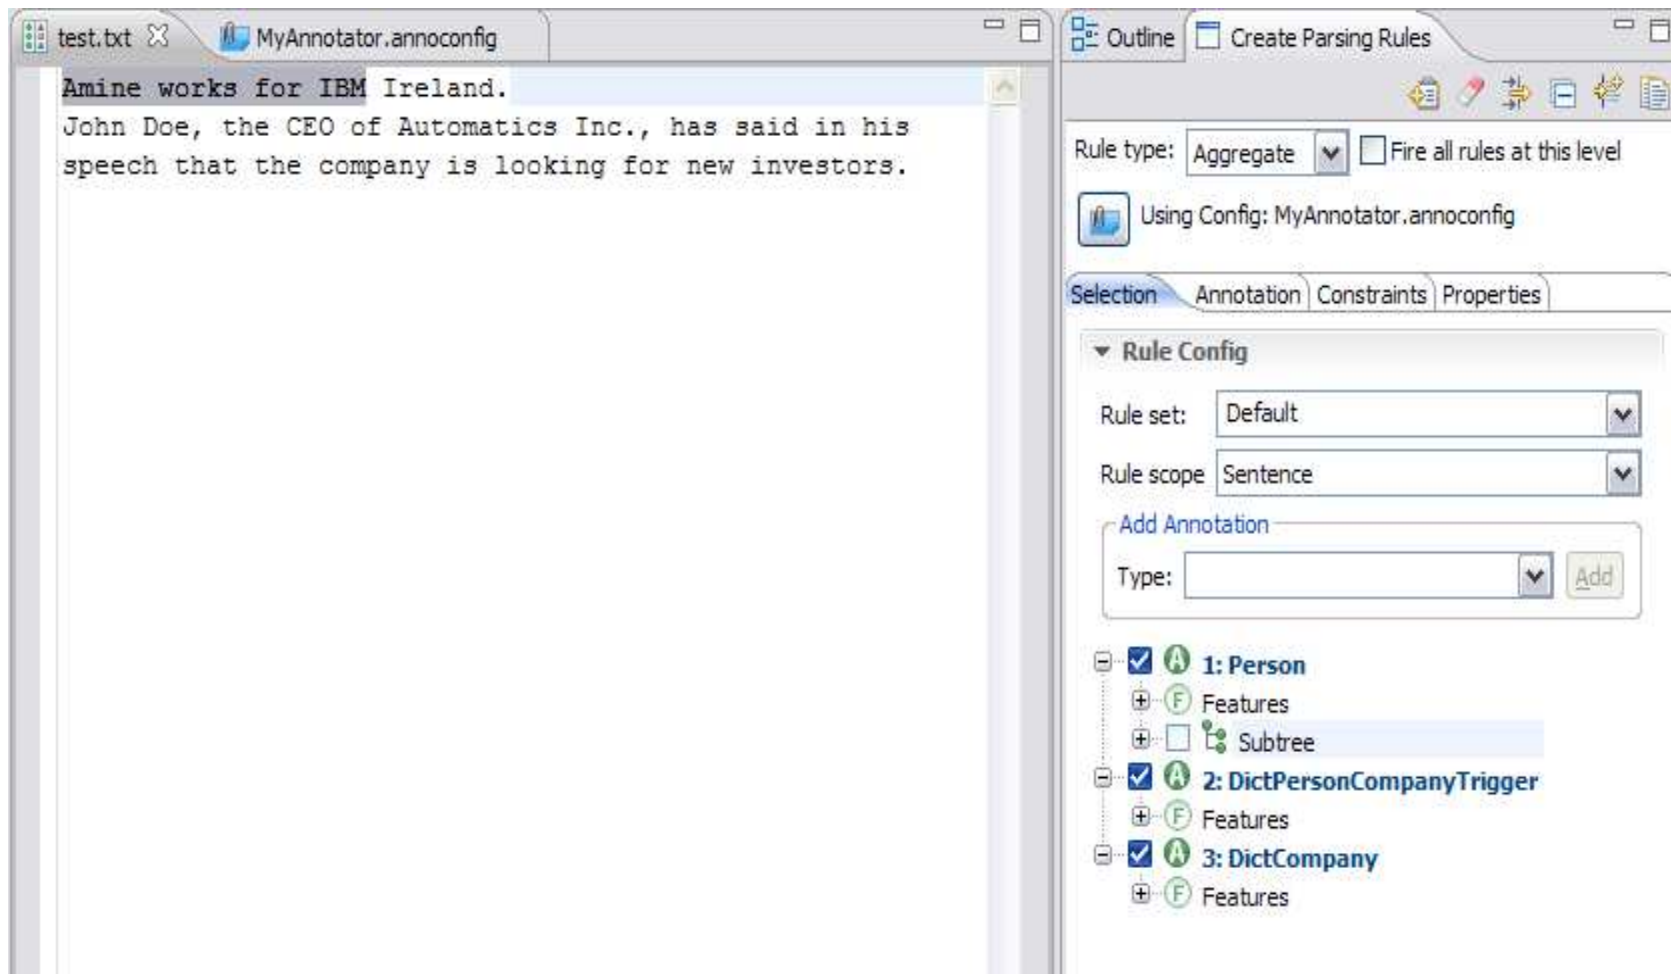 test.txt
MyAnnotator.annoconfig
Amine works for IBM Ireland.
John Doe, the CEO of Automatics Inc., has said in his
speech that the company is looking for new investors.
Outline
Create Parsing Rules
Rule type:
Aggregate
Fire all rules at this level
Using Config: MyAnnotator.annoconfig
Selection
Annotation
Constraints
Properties
Rule Config
Rule set:
Default
Rule scope
Sentence
Add Annotation
Type:
Add
A 1: Person
F Features
Subtree
A 2: DictPersonCompanyTrigger
F Features
A 3: DictCompany
F Features